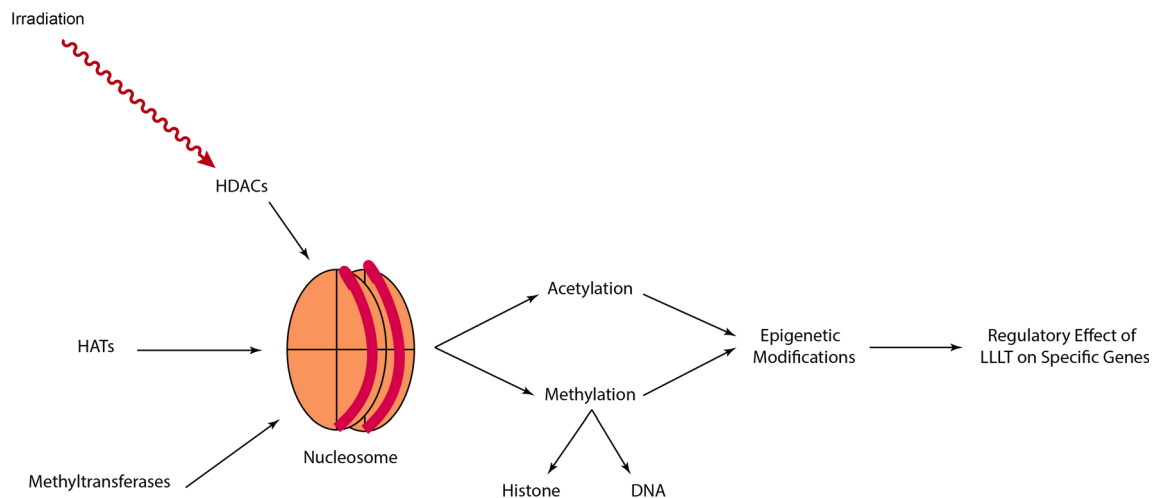 Irradiation
HDACs
Acetylation
HATs
Epigenetic
Modifications
Regulatory Effect of
LLLT on Specific Genes
Methylation
Nucleosome
Methyltransferases
Histone
DNA